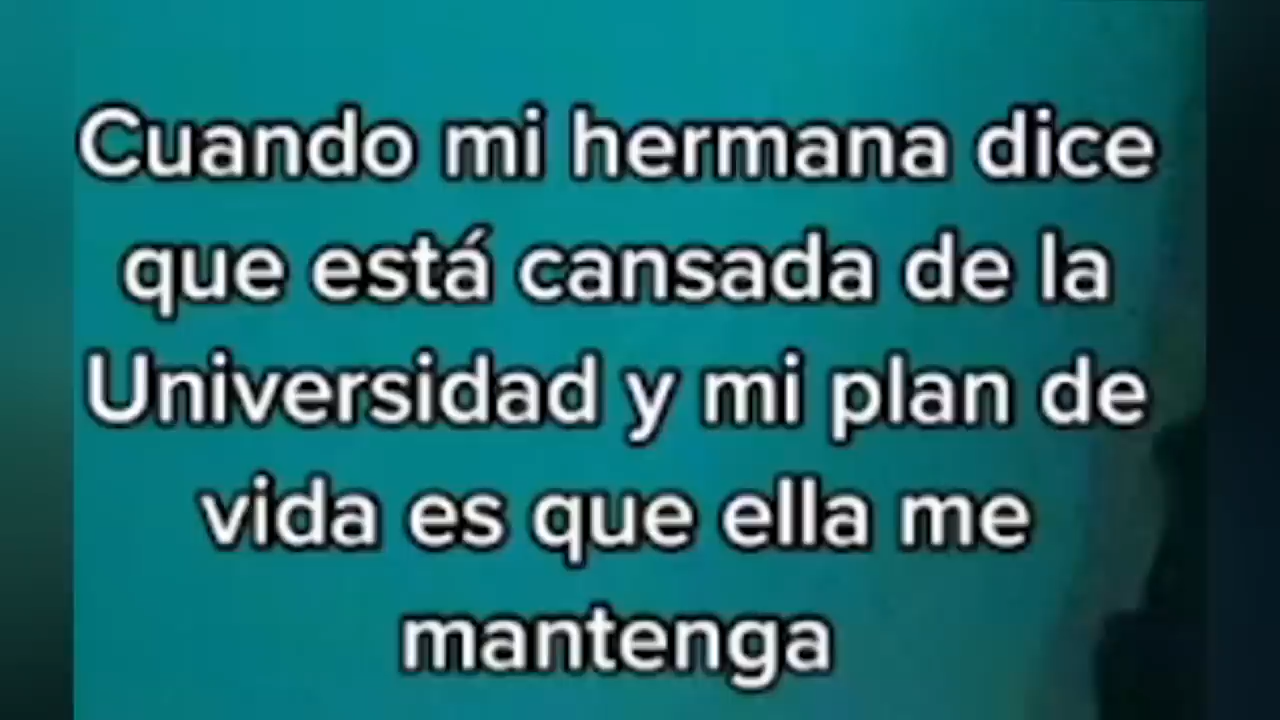 Cuando mi hermana dice
que está cansada de la
Universidad y mi plan de
vida es que ella me
mantenga